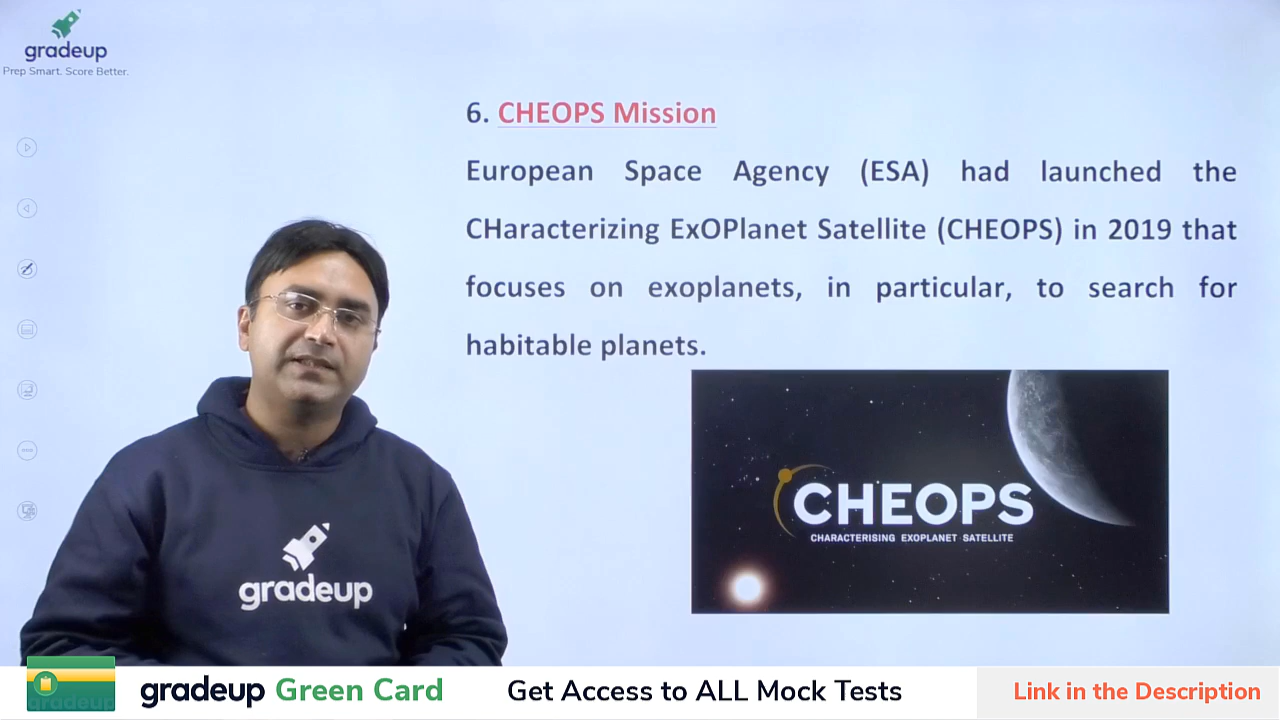 gradeup
Prep Smart. Score Better.
6. CHEOPS Mission
European Space Agency (ESA) had launched the
CHaracterizing ExOPlanet Satellite (CHEOPS) in 2019 that
focuses on exoplanets, in particular, to search for
habitable planets.
CHEOPS
CHARACTERISING EXOPLANET SATELLITE
gradeup
gradeup
gradeup Green Card
Get Access to ALL Mock Tests
Link in the Description